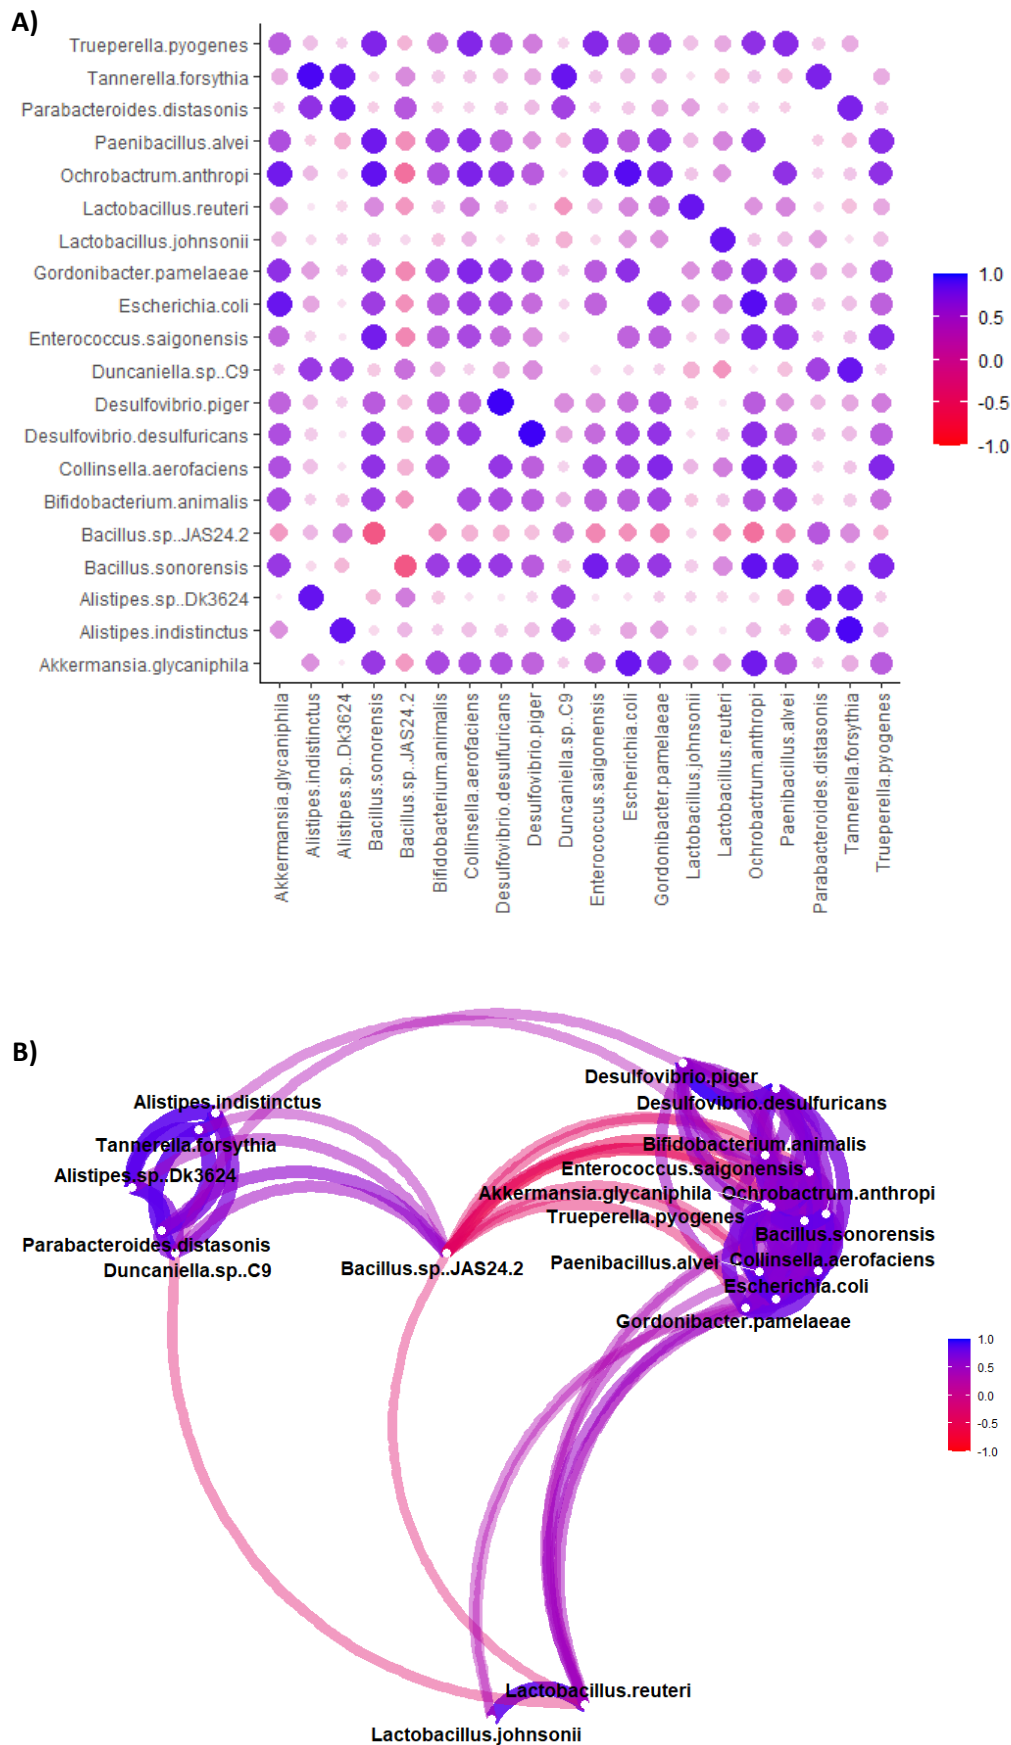 A)
Trueperella.pyogenes
Tannerella.forsythia
Parabacteroides.distasonis
Paenibacillus.alvei
Ochrobactrum.anthropi
Lactobacillus.reuteri
Lactobacillus.johnsonii
Gordonibacter.pamelaeae
Escherichia.coli
Enterococcus.saigonensis
Duncaniella.sp..C9
Desulfovibrio.piger
Desulfovibrio.desulfuricans
Collinsella.aerofaciens
Bifidobacterium.animalis
Bacillus.sp..JAS24.2
Bacillus.sonorensis
Alistipes.sp..Dk3624
Alistipes.indistinctus
Akkermansia.glycaniphila
1.0
0.5
0.0
-0.5
-1.0
Akkermansia.glycaniphila
Alistipes.indistinctus
Alistipes.sp..Dk3624
Bacillus.sonorensis
Bacillus.sp..JAS24.2
Bifidobacterium.animalis
Collinsella.aerofaciens
Desulfovibrio.desulfuricans
Desulfovibrio.piger
Duncaniella.sp..C9
Enterococcus.saigonensis
Escherichia.coli
Gordonibacter.pamelaeae
Lactobacillus.johnsonii
Lactobacillus.reuteri
Ochrobactrum.anthropi
Paenibacillus.alvei
Parabacteroides.distasonis
Tannerella.forsythia
Trueperella.pyogenes
B)
Desulfovibrio.piger
Alistipes.indistinctus
Desulfovibrio.desulfuricans
Tannerella.forsythia
Bifidobacterium.animalis
Alistipes.sp..Dk3624
Enterococcus.saigonensis
Akkermansia.glycaniphila
Ochrobactrum.anthropi
Trueperella.pyogenes
Bacillus.sonorensis
Parabacteroides.distasonis
Paenibacillus.alvei
Collinsella.aerofaciens
Duncaniella.sp..C9
Bacillus.sp..JAS24.2
Escherichia.coli
Gordonibacter.pamelaeae
1.0
0.5
0.0
-0.5
-1.0
Lactobacillus.reuteri
Lactobacillus.johnsonii